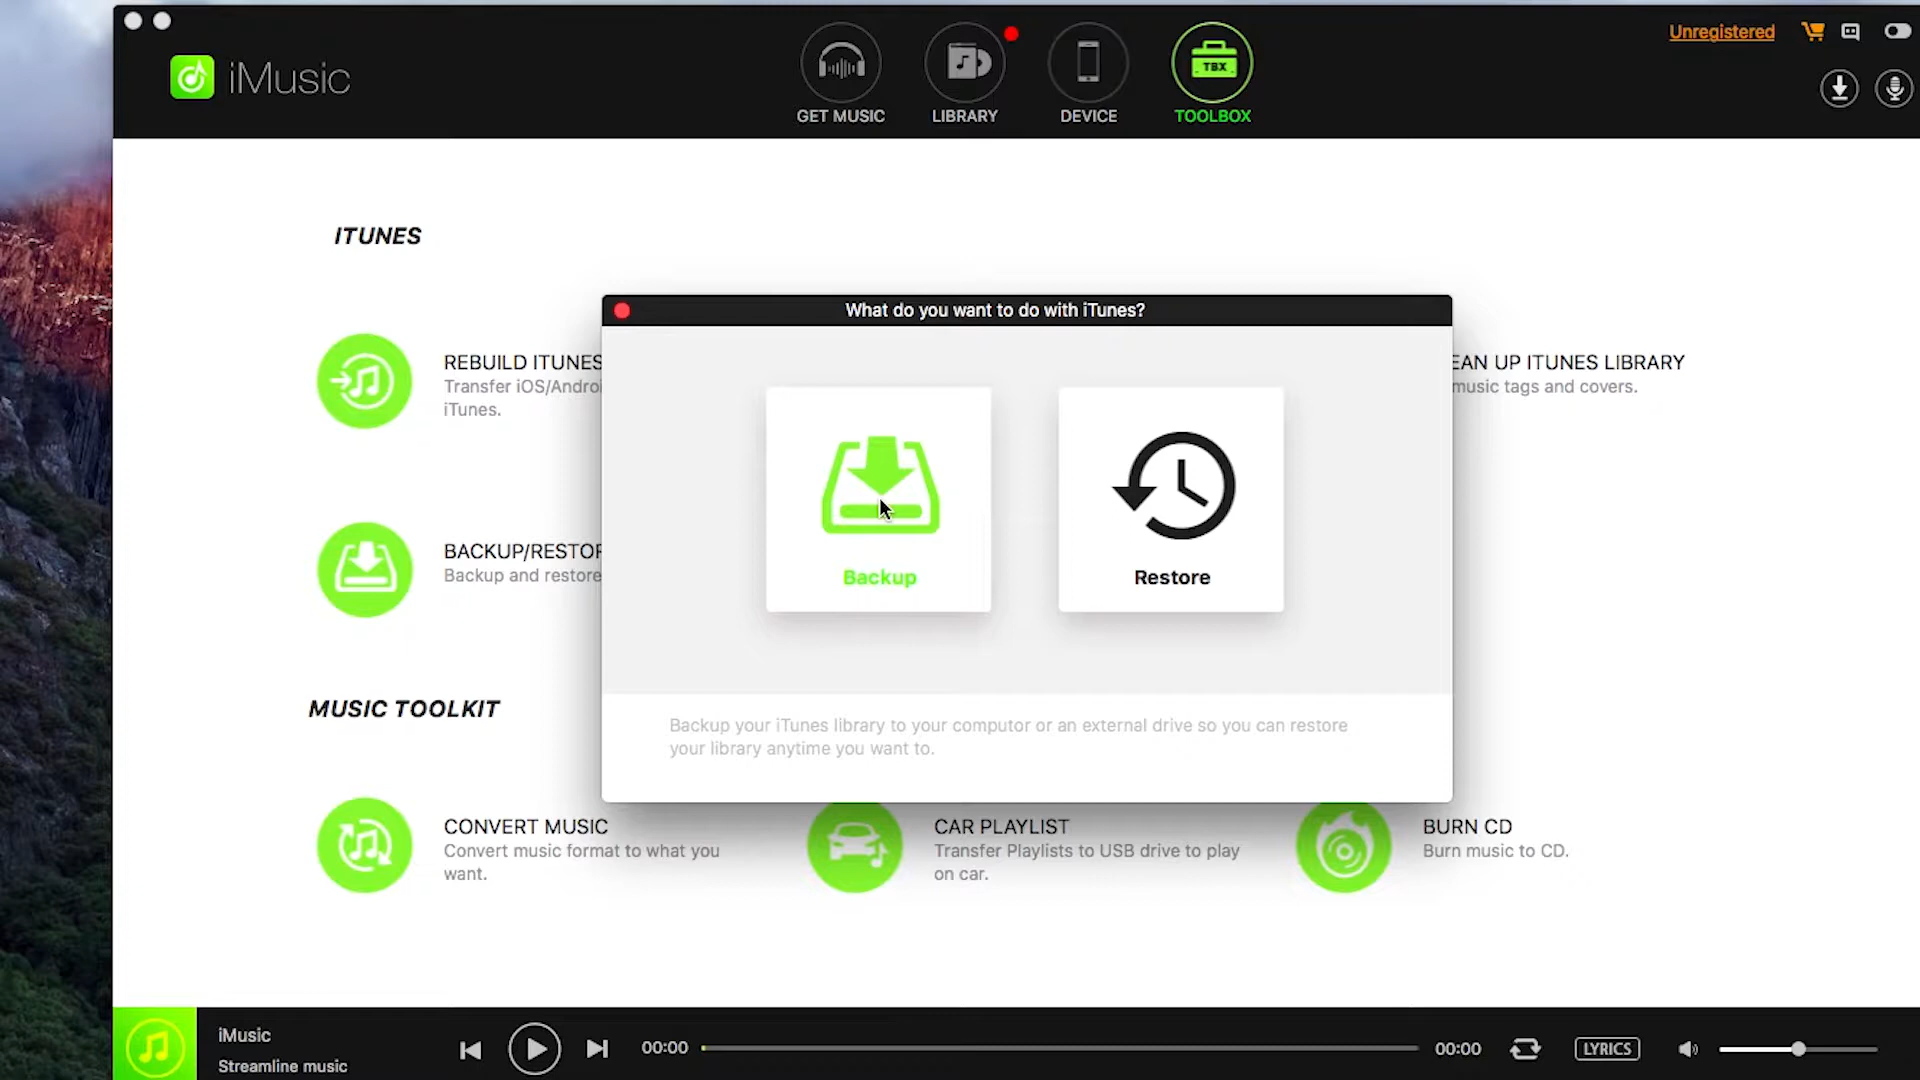 Unregistered
iMusic
TBX
GET MUSIC
LIBRARY
DEVICE
TOOLBOX
ITUNES
What do you want to do with iTunes?
REBUILD ITUNES
Transfer iOS/Androi
iTunes.
EAN UP ITUNES LIBRARY
music tags and covers.
BACKUP/RESTOR
Backup and restore
Backup
Restore
Backup your iTunes library to your computor or an external drive so you can restore
your library anytime you want to.
MUSIC TOOLKIT
CONVERT MUSIC
Convert music format to what you
want.
CAR PLAYLIST
Transfer Playlists to USB drive to play
on car.
BURN CD
Burn music to CD.
iMusic
Streamline music
00:00
00:00
LYRICS